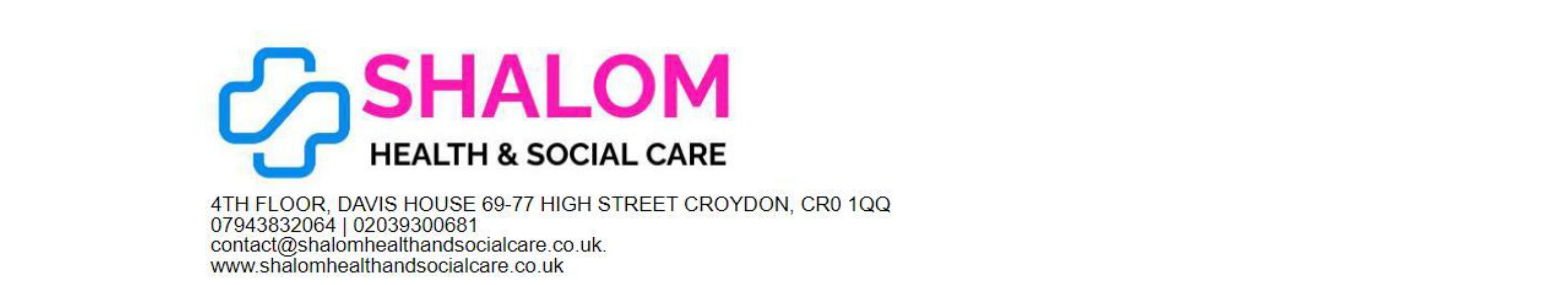 SHALOM
HEALTH & SOCIAL CARE
4TH FLOOR, DAVIS HOUSE 69-77 HIGH STREET CROYDON, CR0 1QQ
07943832064 | 02039300681
contact@shalomhealthandsocialcare.co.uk.
www.shalomhealthandsocialcare.co.uk